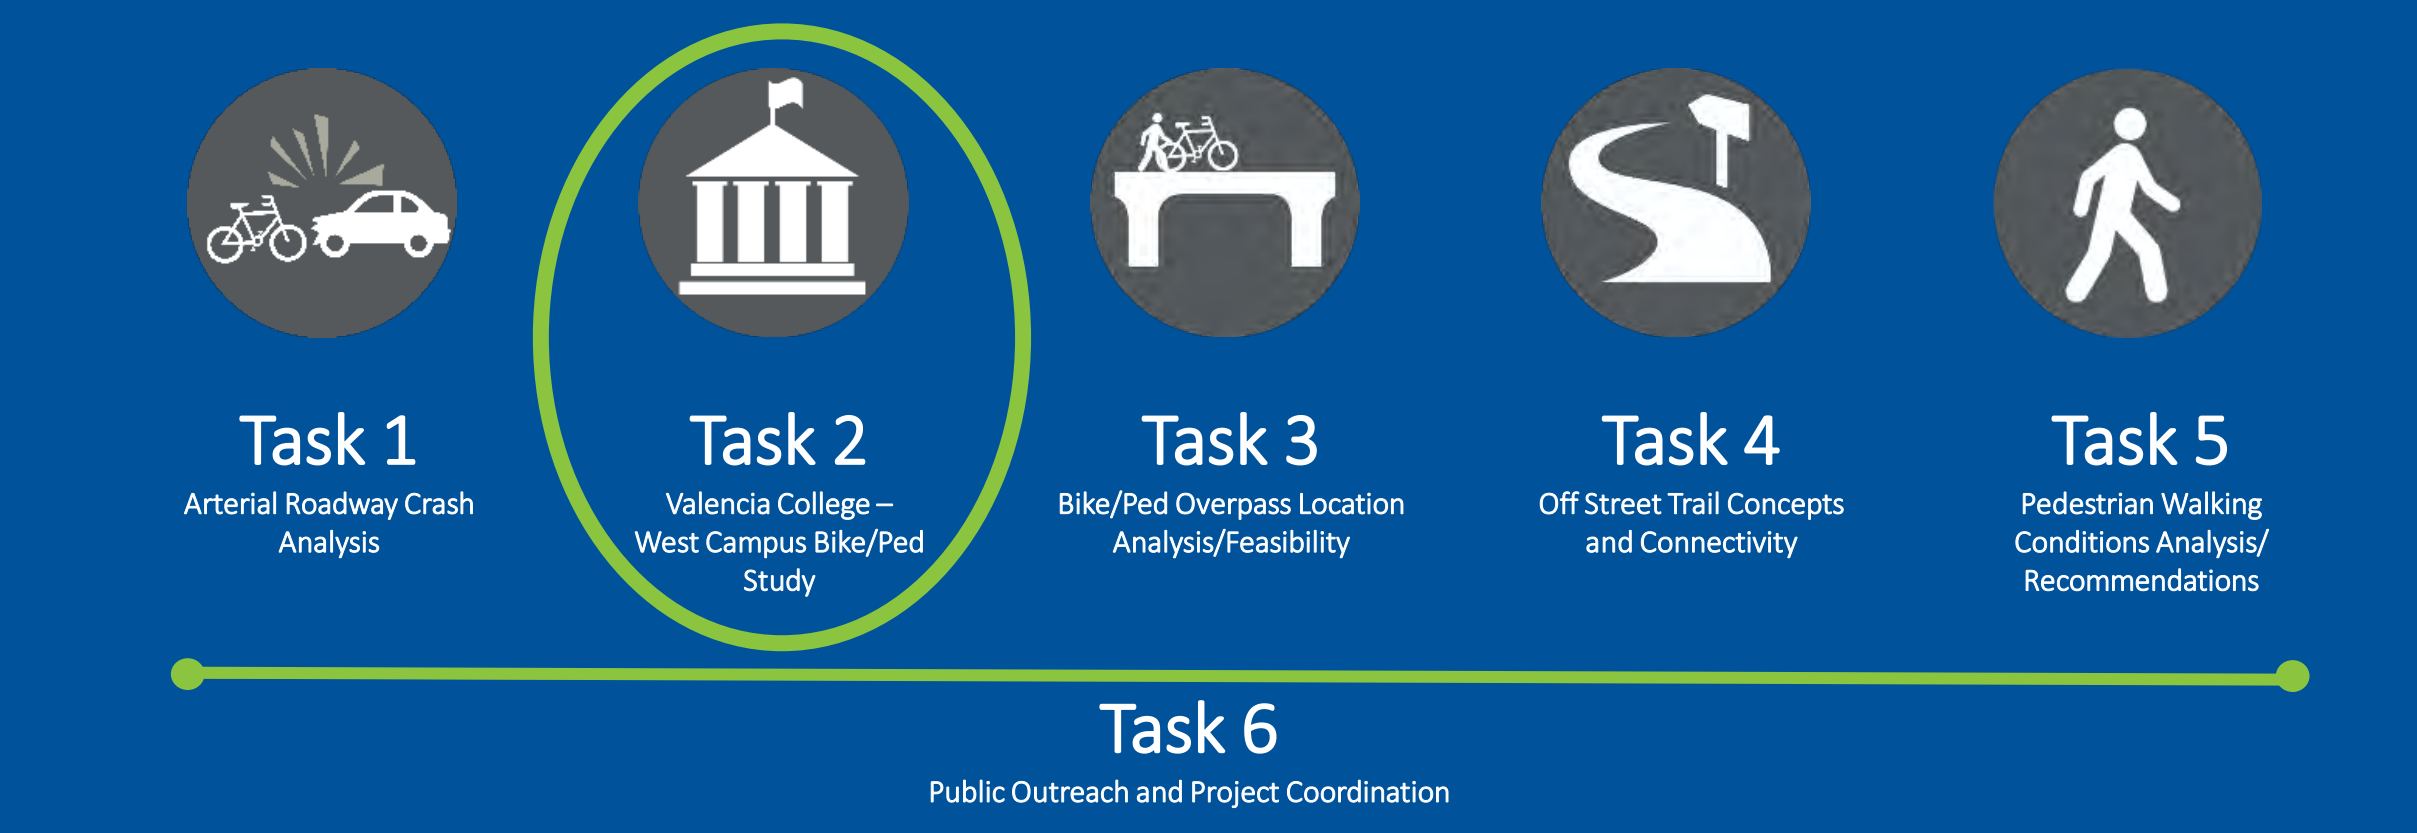 Task 1
Arterial Roadway Crash
Analysis
Task 2
Valencia College –
West Campus Bike/Ped
Study
Task 3
Bike/Ped Overpass Location
Analysis/Feasibility
Task 4
Off Street Trail Concepts
and Connectivity
Task 5
Pedestrian Walking
Conditions Analysis/
Recommendations
Task 6
Public Outreach and Project Coordination